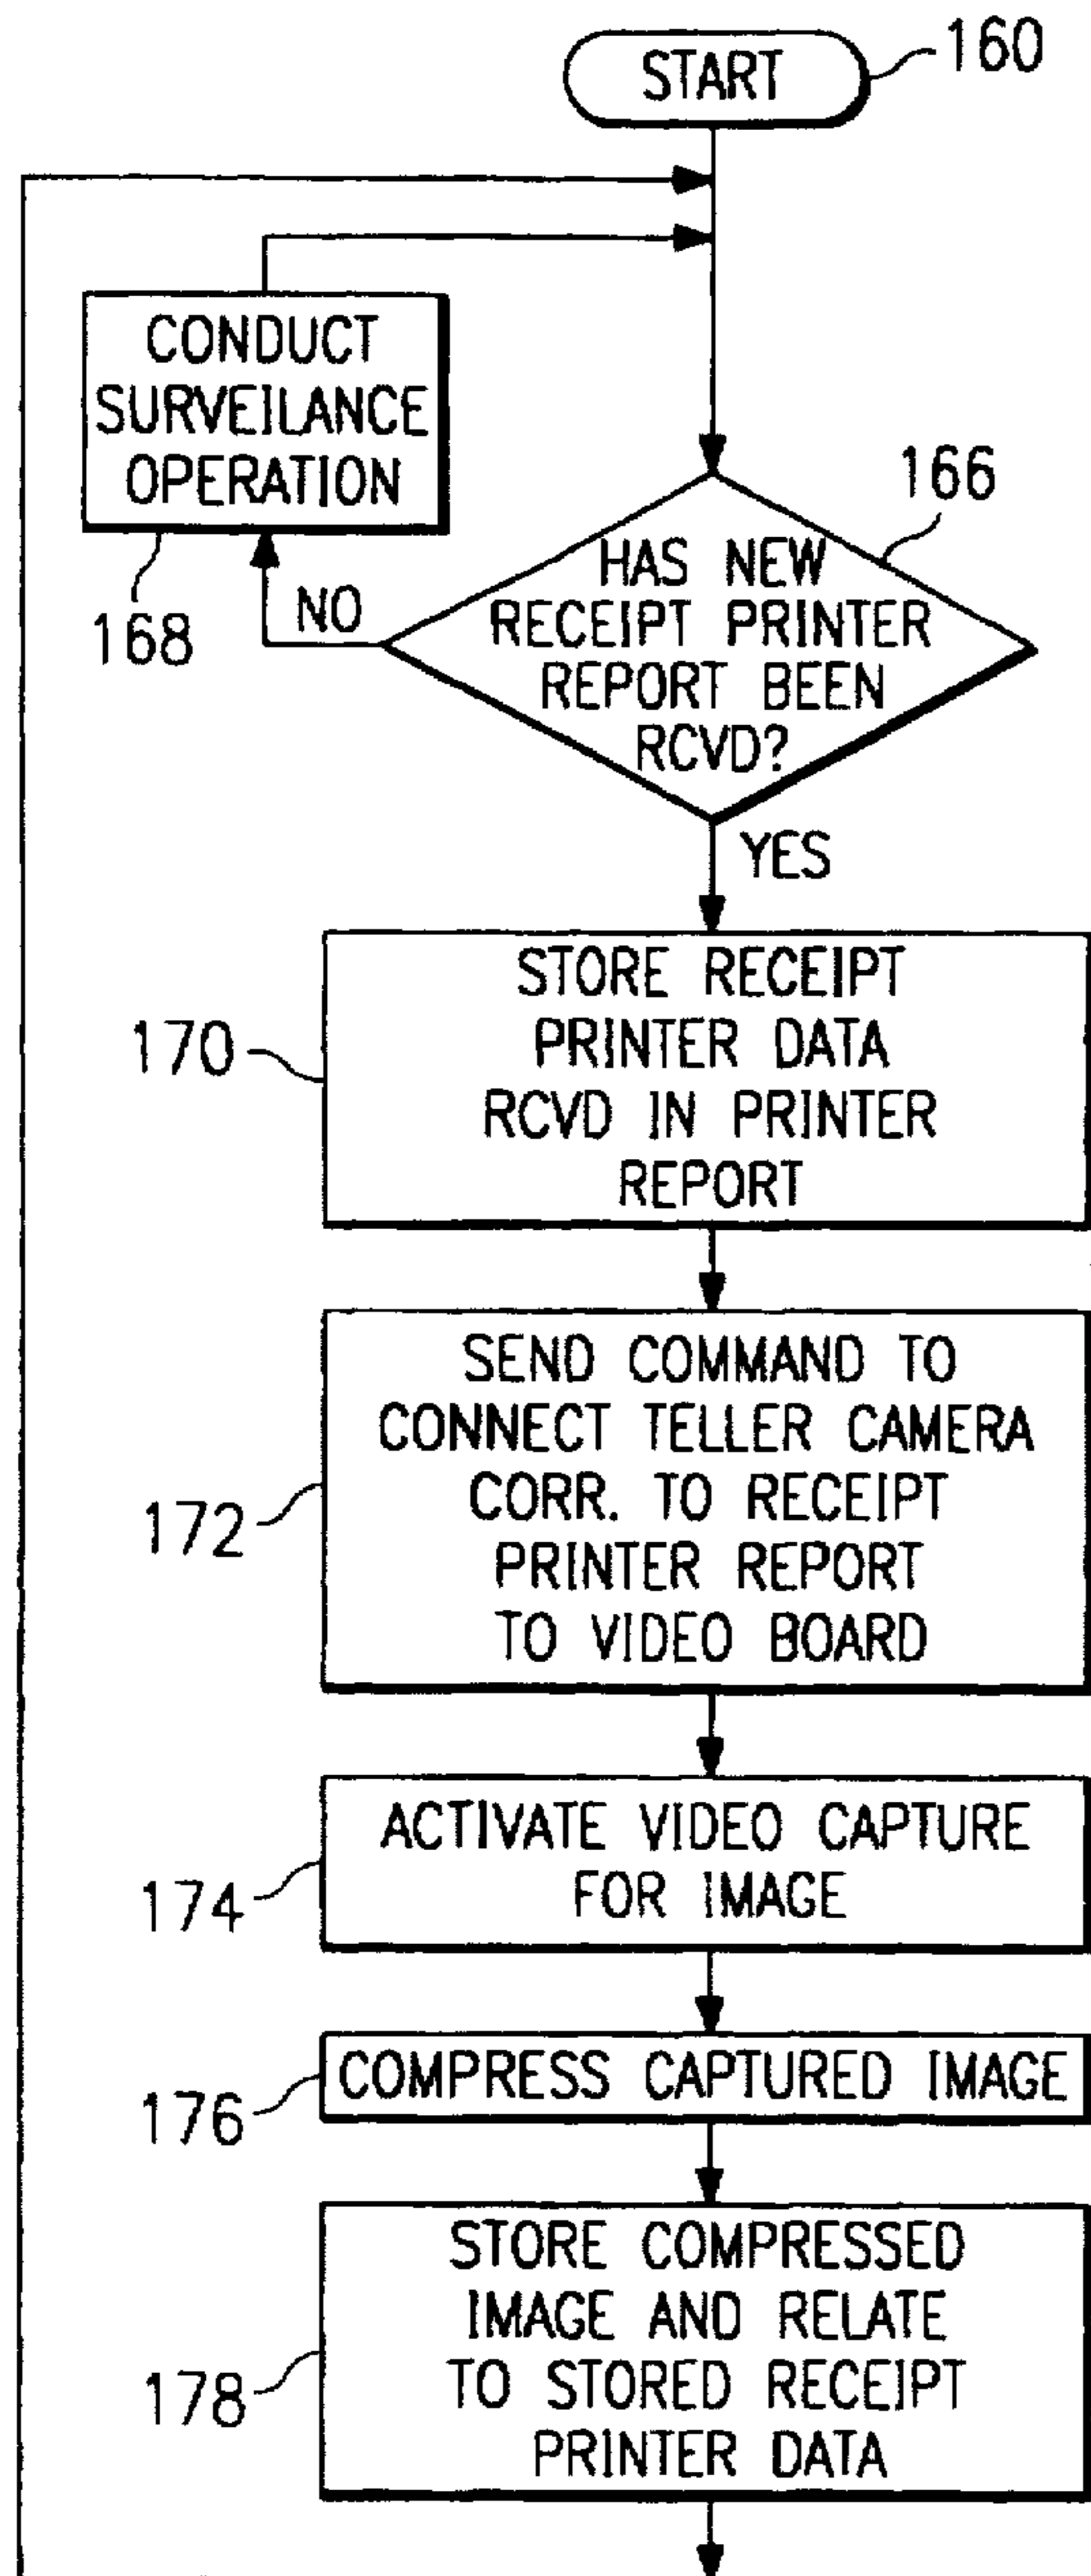 START
160
CONDUCT
SURVEILANCE
OPERATION
168
NO
166
HAS NEW
RECEIPT PRINTER
REPORT BEEN
RCVD?
YES
170
STORE RECEIPT
PRINTER DATA
RCVD IN PRINTER
REPORT
172
SEND COMMAND TO
CONNECT TELLER CAMERA
CORR. TO RECEIPT
PRINTER REPORT
TO VIDEO BOARD
174
ACTIVATE VIDEO CAPTURE
FOR IMAGE
176
COMPRESS CAPTURED IMAGE
178
STORE COMPRESSED
IMAGE AND RELATE
TO STORED RECEIPT
PRINTER DATA